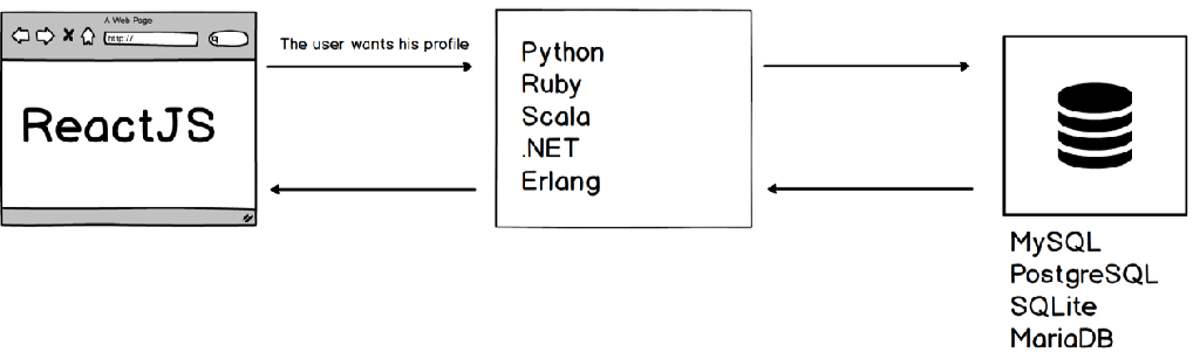 A Web Page
http://
ReactJS
The user wants his profile
Python
Ruby
Scala
.NET
Erlang
MySQL
PostgreSQL
SQLite
MariaDB